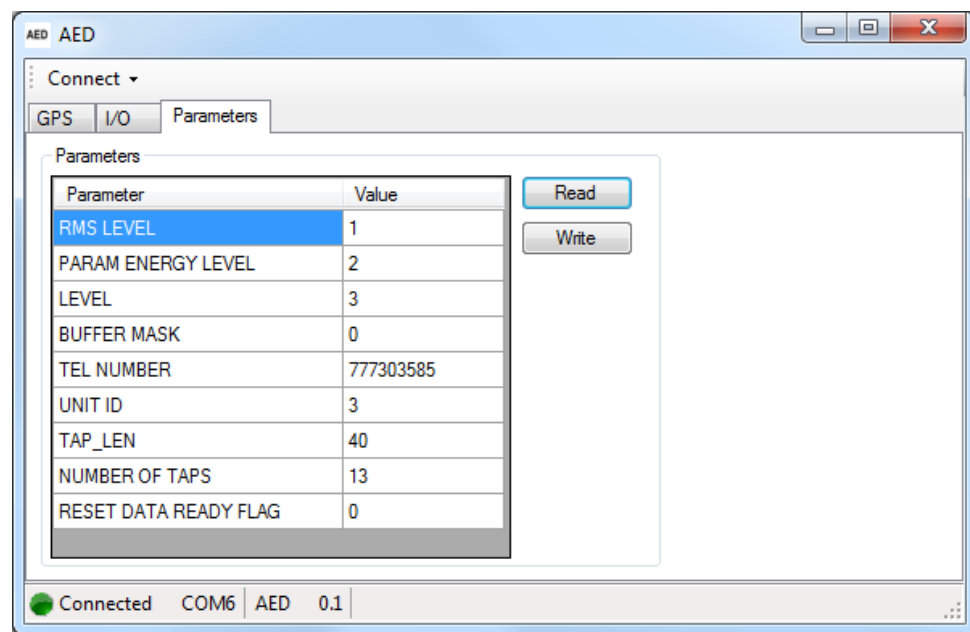 AED AED
Connect
GPS I/O Parameters
Parameters
Parameter Value
Read
RMS LEVEL 1
Write
PARAM ENERGY LEVEL 2
LEVEL 3
BUFFER MASK 0
TEL NUMBER 777303585
UNIT ID 3
TAP_LEN 40
NUMBER OF TAPS 13
RESET DATA READY FLAG 0
Connected COM6 AED 0.1